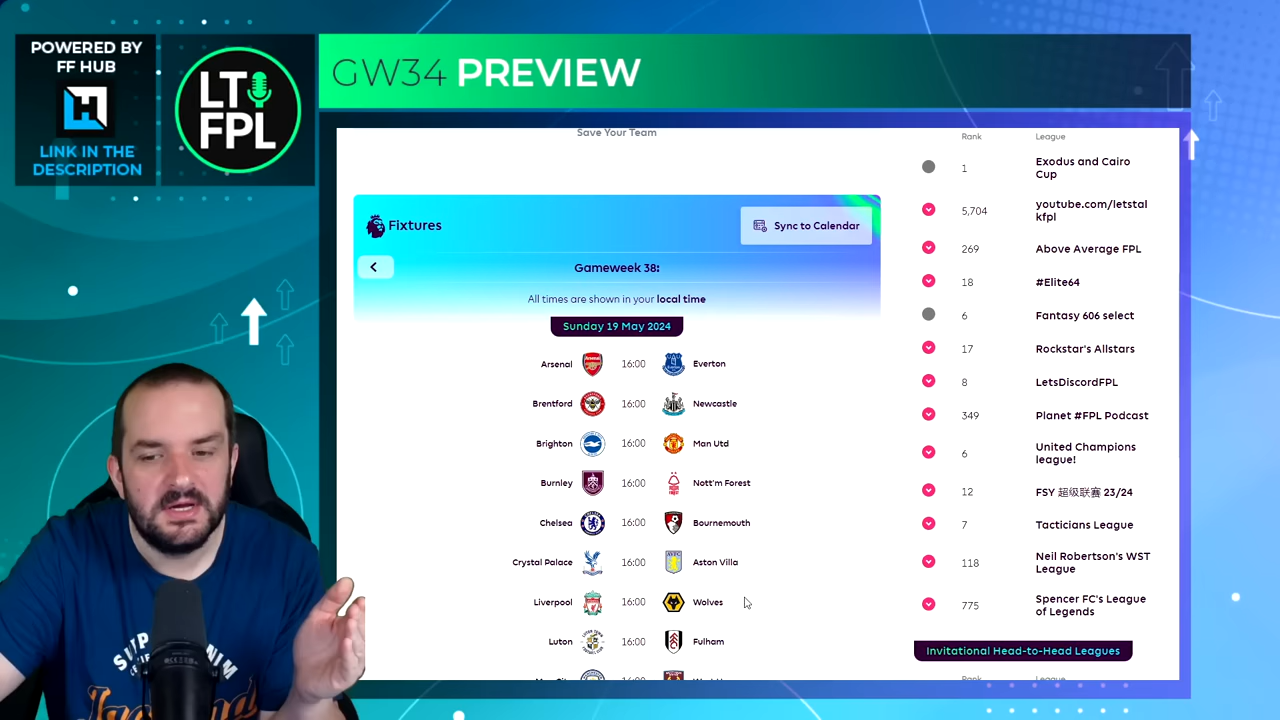 POWERED BY
FF HUB
LINK IN THE
DESCRIPTION
LT
FPL
GW34 PREVIEW
Save Your Team
Fixtures
Sync to Calendar
Gameweek 38:
All times are shown in your local time
Sunday 19 May 2024
Arsenal 16:00 Everton
Brentford 16:00 Newcastle
Brighton 16:00 Man Utd
Burnley 16:00 Nott'm Forest
Chelsea 16:00 Bournemouth
Crystal Palace 16:00 Aston Villa
Liverpool 16:00 Wolves
Luton 16:00 Fulham
Rank League
1 Exodus and Cairo
Cup
5,704 youtube.com/letstal
kfpl
269 Above Average FPL
18 #Elite64
6 Fantasy 606 select
17 Rockstar's Allstars
8 LetsDiscordFPL
349 Planet #FPL Podcast
6 United Champions
league!
12 FSY 超级联赛 23/24
7 Tacticians League
118 Neil Robertson's WST
League
775 Spencer FC's League
of Legends
Invitational Head-to-Head Leagues
Rank League